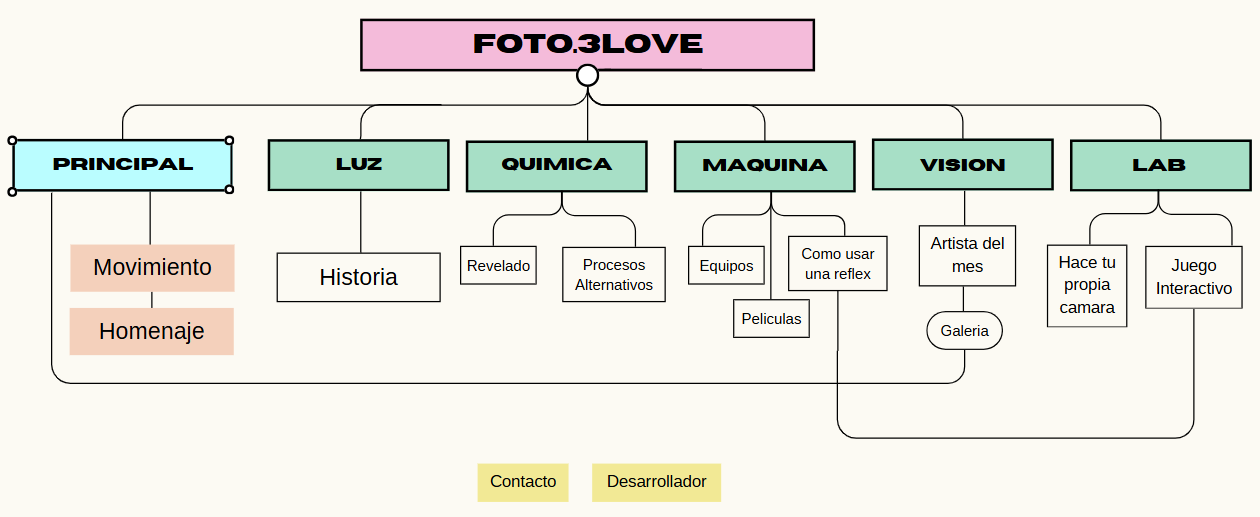 FOTO.3LOVE
PRINCIPAL
LUZ
QUIMICA
MAQUINA
VISION
LAB
Movimiento
Homenaje
Historia
Revelado
Procesos
Alternativos
Equipos
Peliculas
Como usar
una reflex
Artista del
mes
Galeria
Hace tu
propia
camara
Juego
Interactivo
Contacto
Desarrollador